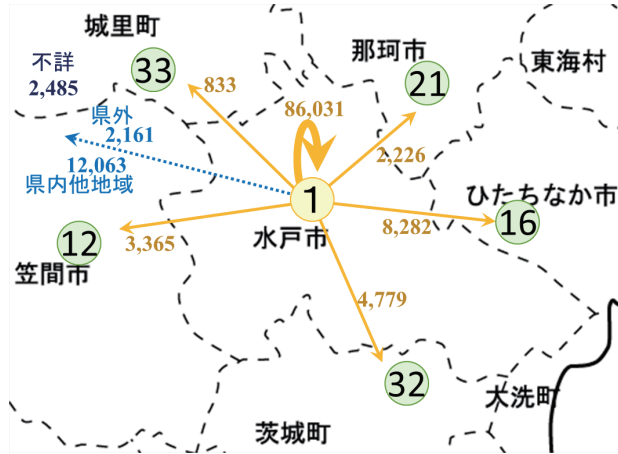 城里町
33
不詳
2,485
833
那珂市
21
東海村
86,031
県外
2,161
12,063
県内他地域
2,226
1
水戸市
ひたちなか市
16
8,282
12
3,365
笠間市
4,779
32
大洗町
茨城町